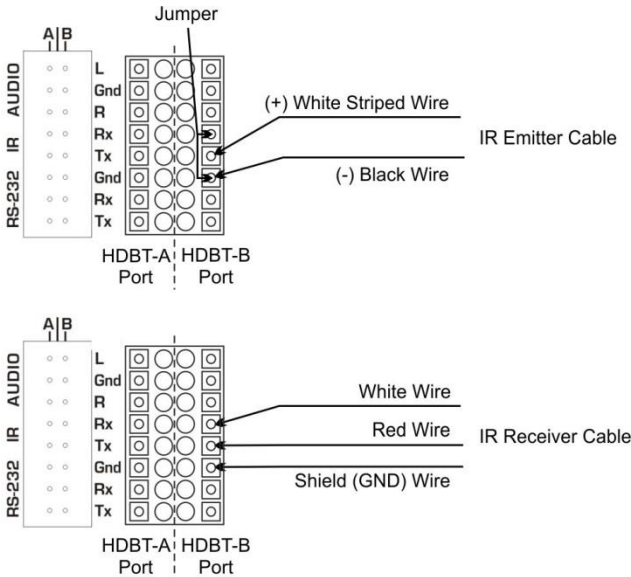 Jumper
A B
L
Gnd
R
Rx
Tx
Gnd
Rx
Tx
AUDIO
IR
RS-232
(+) White Striped Wire
IR Emitter Cable
(-) Black Wire
HDBT-A HDBT-B
Port Port
A B
L
Gnd
R
Rx
Tx
Gnd
Rx
Tx
AUDIO
IR
RS-232
White Wire
Red Wire
IR Receiver Cable
Shield (GND) Wire
HDBT-A HDBT-B
Port Port